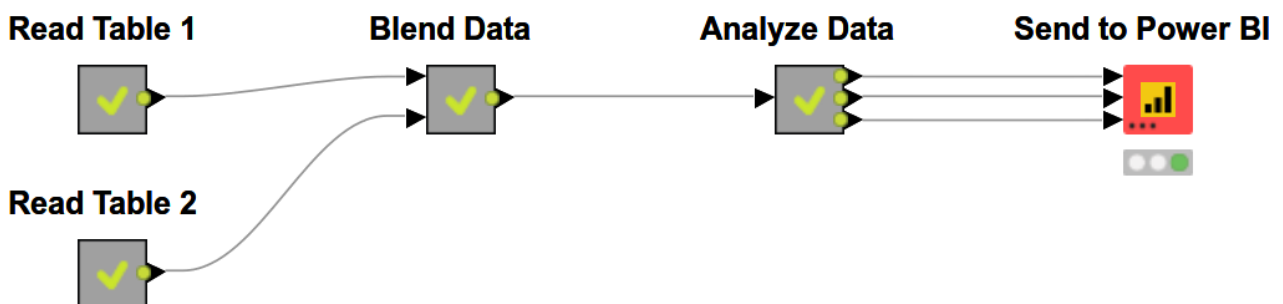 Read Table 1
Blend Data
Analyze Data
Send to Power BI
Read Table 2